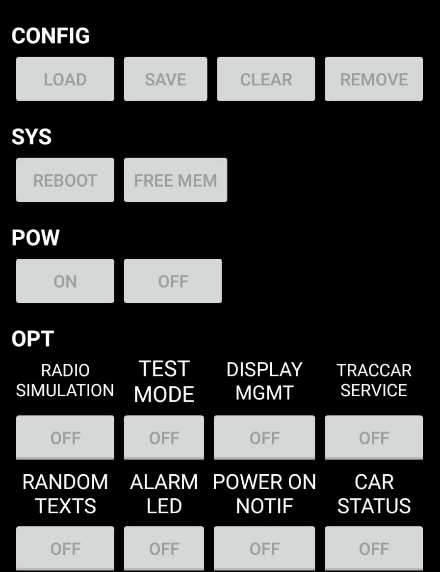 CONFIG
LOAD SAVE CLEAR REMOVE
SYS
REBOOT FREE MEM
POW
ON OFF
OPT
RADIO SIMULATION TEST MODE DISPLAY MGMT TRACCAR SERVICE
OFF OFF OFF OFF
RANDOM TEXTS ALARM LED POWER ON NOTIF CAR STATUS
OFF OFF OFF OFF